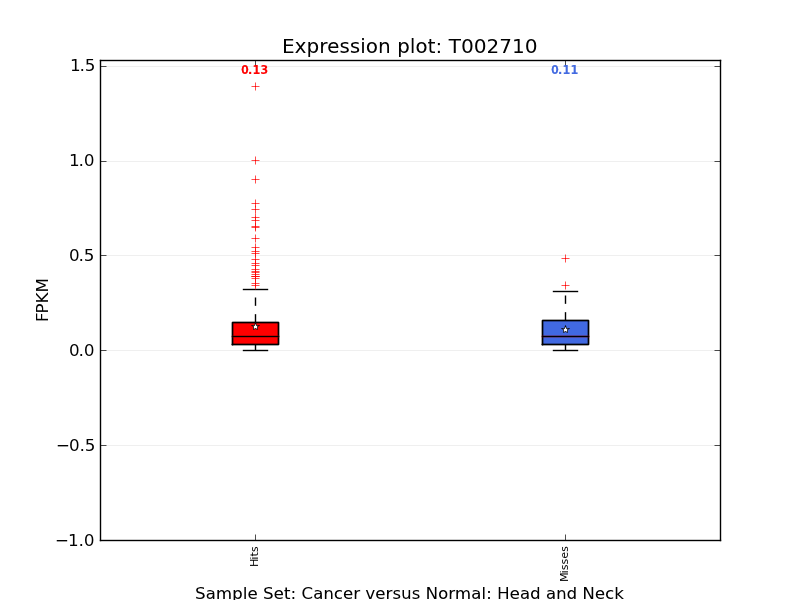 Expression plot: T002710
1.5
0.13
0.11
1.0
0.5
FPKM
0.0
−0.5
−1.0
Hits
Misses
Sample Set: Cancer versus Normal: Head and Neck